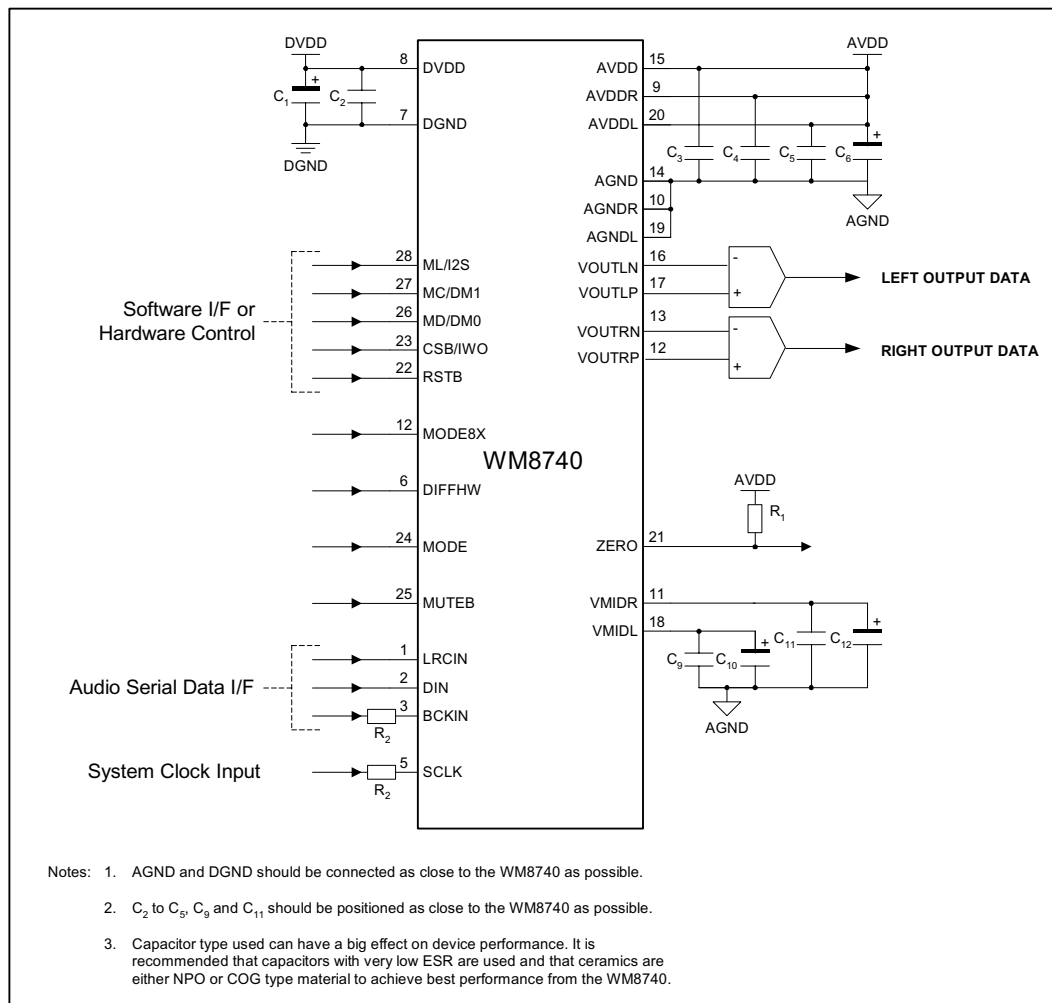 DVDD
8 DVDD
+
C1
C2
7 DGND
DGND
AVDD
AVDD 15
AVDDR 9
AVDDL 20
+
C3
C4
C5
C6
AGND 14
AGNDR 10
AGNDL 19
AGND
VOUTLN 16
-
VOUTLP 17
+
LEFT OUTPUT DATA
VOUTRN 13
-
VOUTRP 12
+
RIGHT OUTPUT DATA
Software I/F or
Hardware Control
28 ML/I2S
27 MC/DM1
26 MD/DM0
23 CSB/IWO
22 RSTB
12 MODE8X
WM8740
6 DIFFHW
24 MODE
25 MUTEB
AVDD
R1
ZERO 21
VMIDR 11
VMIDL 18
+
C9
C10
C11
C12
+
AGND
Audio Serial Data I/F
1 LRCIN
2 DIN
3 BCKIN
R2
System Clock Input
5 SCLK
R2
Notes: 1. AGND and DGND should be connected as close to the WM8740 as possible.
2. C2 to C5, C9 and C11 should be positioned as close to the WM8740 as possible.
3. Capacitor type used can have a big effect on device performance. It is
recommended that capacitors with very low ESR are used and that ceramics are
either NPO or COG type material to achieve best performance from the WM8740.